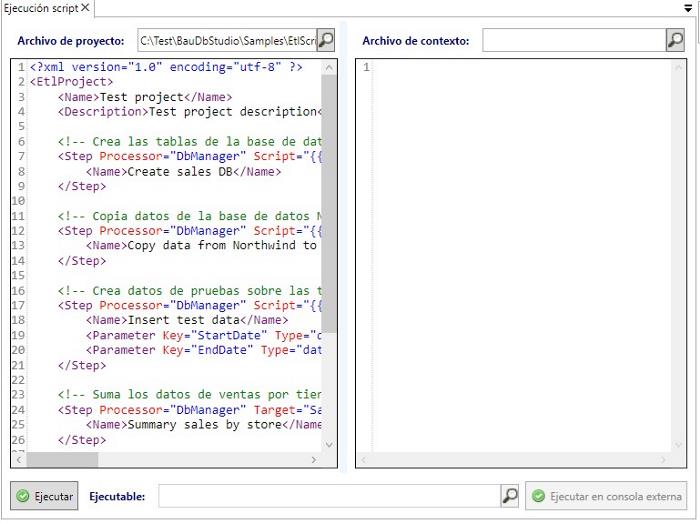 Ejecución script
Archivo de proyecto: C:\Test\BauDbStudio\Samples\EtlScri
Archivo de contexto:
1 <?xml version="1.0" encoding="utf-8" ?>
2 <EtlProject>
3 <Name>Test project</Name>
4 <Description>Test project description<
5
6 <!-- Crea las tablas de la base de dat
7 <Step Processor="DbManager" Script="{{
8 <Name>Create sales DB</Name>
9 </Step>
10
11 <!-- Copia datos de la base de datos N
12 <Step Processor="DbManager" Script="{{
13 <Name>Copy data from Northwind to
14 </Step>
15
16 <!-- Crea datos de pruebas sobre las t
17 <Step Processor="DbManager" Script="{{
18 <Name>Insert test data</Name>
19 <Parameter Key="StartDate" Type="d
20 <Parameter Key="EndDate" Type="dat
21 </Step>
22
23 <!-- Suma los datos de ventas por tien
24 <Step Processor="DbManager" Target="Sa
25 <Name>Summary sales by store</Name
26 </Step>
1
Ejecutar
Ejecutable:
Ejecutar en consola externa